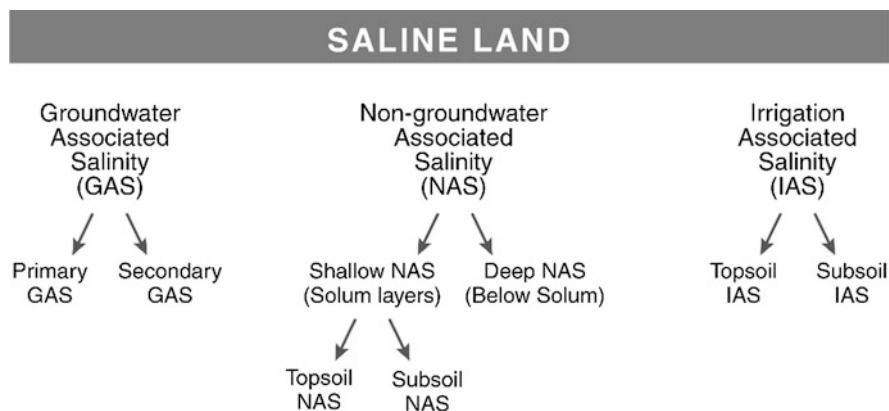 SALINE LAND
Groundwater
Associated
Salinity
(GAS)
Non-groundwater
Associated
Salinity
(NAS)
Irrigation
Associated
Salinity
(IAS)
Primary
GAS
Secondary
GAS
Shallow NAS
(Solum layers)
Deep NAS
(Below Solum)
Topsoil
IAS
Subsoil
IAS
Topsoil
NAS
Subsoil
NAS